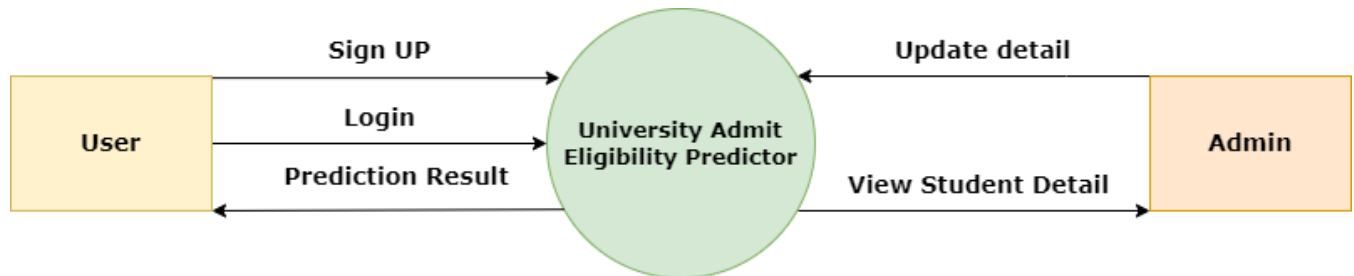 Sign UP
Update detail
Login
User
University Admit
Eligibility Predictor
Admin
Prediction Result
View Student Detail